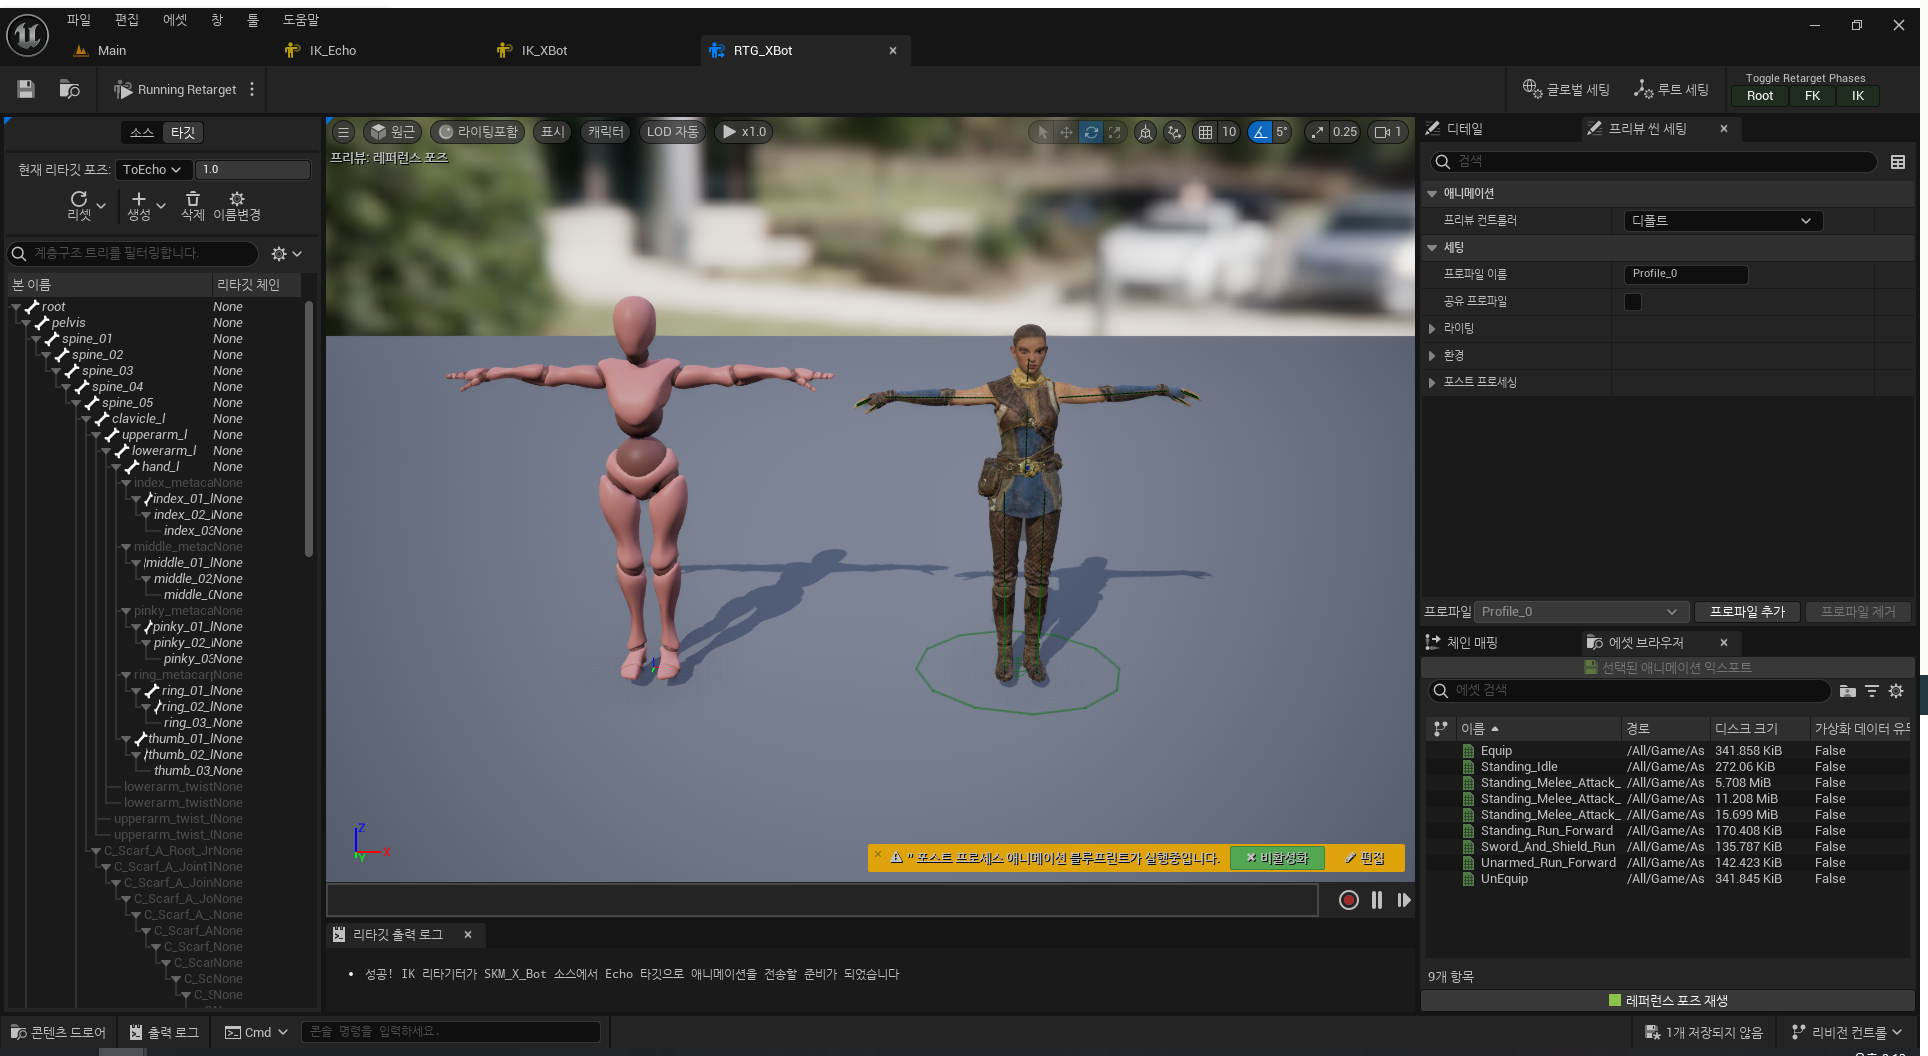 파일 편집 에셋 창 툴 도움말
Main IK_Echo IK_XBot RTG_XBot
Running Retarget
글로벌 세팅 루트 세팅
Toggle Retarget Phases
Root FK IK
소스 타깃
현재 리타깃 포즈: ToEcho 1.0
리셋 생성 삭제 이름변경
계층구조 트리를 필터링합니다.
본 이름 리타깃 체인
root None
pelvis None
spine_01 None
spine_02 None
spine_03 None
spine_04 None
spine_05 None
clavicle_l None
upperarm_l None
lowerarm_l None
hand_l None
index_metaca None
index_01_l None
index_02_l None
index_03 None
middle_metac None
middle_01_l None
middle_02 None
middle_0 None
pinky_metaca None
pinky_01_l None
pinky_02_l None
pinky_03 None
ring_metacar None
ring_01_l None
ring_02_l None
ring_03_ None
thumb_01_l None
thumb_02_l None
thumb_03_ None
lowerarm_twist None
lowerarm_twist None
upperarm_twist_ None
upperarm_twist_ None
C_Scarf_A_Root_Jn None
C_Scarf_A_Joint1 None
C_Scarf_A_Join None
C_Scarf_A_Jo None
C_Scarf_A_J None
C_Scarf_A None
C_Scarf_ None
C_Scar None
C_Sc None
C_S None
원근 라이팅포함 표시 캐릭터 LOD 자동 x1.0
10 5° 0.25 1
프리뷰: 레퍼런스 포즈
Z
X
Y
" 포스트 프로세스 애니메이션 블루프린트가 실행중입니다. 비활성화 편집
리타깃 출력 로그
• 성공! IK 리타기터가 SKM_X_Bot 소스에서 Echo 타깃으로 애니메이션을 전송할 준비가 되었습니다
디테일 프리뷰 씬 세팅
검색
애니메이션
프리뷰 컨트롤러 디폴트
세팅
프로파일 이름 Profile_0
공유 프로파일
라이팅
환경
포스트 프로세싱
프로파일 Profile_0 프로파일 추가 프로파일 제거
체인 매핑 에셋 브라우저
선택된 애니메이션 익스포트
에셋 검색
이름 경로 디스크 크기 가상화 데이터 유무
Equip /All/Game/As 341.858 KiB False
Standing_Idle /All/Game/As 272.06 KiB False
Standing_Melee_Attack_ /All/Game/As 5.708 MiB False
Standing_Melee_Attack_ /All/Game/As 11.208 MiB False
Standing_Melee_Attack_ /All/Game/As 15.699 MiB False
Standing_Run_Forward /All/Game/As 170.408 KiB False
Sword_And_Shield_Run /All/Game/As 135.787 KiB False
Unarmed_Run_Forward /All/Game/As 142.423 KiB False
UnEquip /All/Game/As 341.845 KiB False
9개 항목
레퍼런스 포즈 재생
콘텐츠 드로어 출력 로그 Cmd 콘솔 명령을 입력하세요.
1개 저장되지 않음 리비전 컨트롤